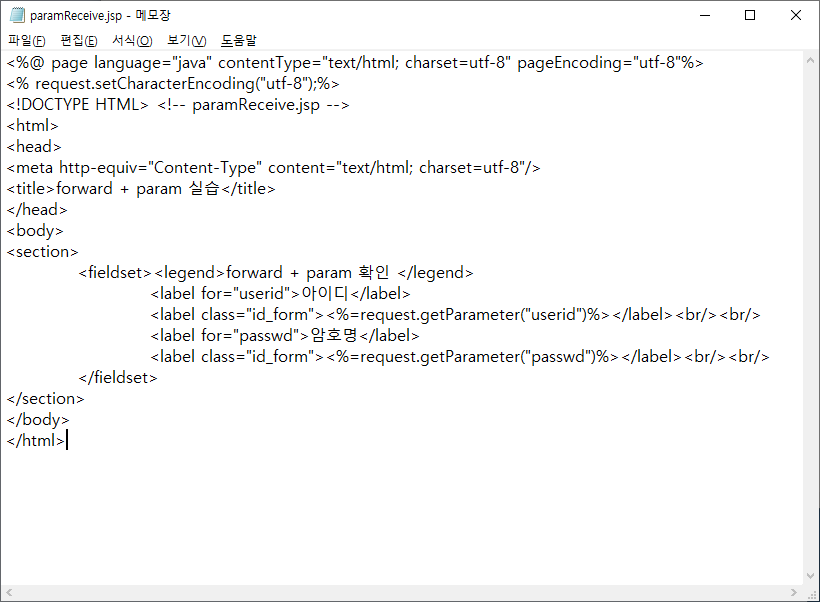 paramReceive.jsp - 메모장
파일(F) 편집(E) 서식(O) 보기(V) 도움말
<%@ page language="java" contentType="text/html; charset=utf-8" pageEncoding="utf-8"%>
<% request.setCharacterEncoding("utf-8");%>
<!DOCTYPE HTML> <!-- paramReceive.jsp -->
<html>
<head>
<meta http-equiv="Content-Type" content="text/html; charset=utf-8"/>
<title>forward + param 실습</title>
</head>
<body>
<section>
<fieldset><legend>forward + param 확인 </legend>
<label for="userid">아이디</label>
<label class="id_form"><%=request.getParameter("userid")%></label><br/><br/>
<label for="passwd">암호명</label>
<label class="id_form"><%=request.getParameter("passwd")%></label><br/><br/>
</fieldset>
</section>
</body>
</html>